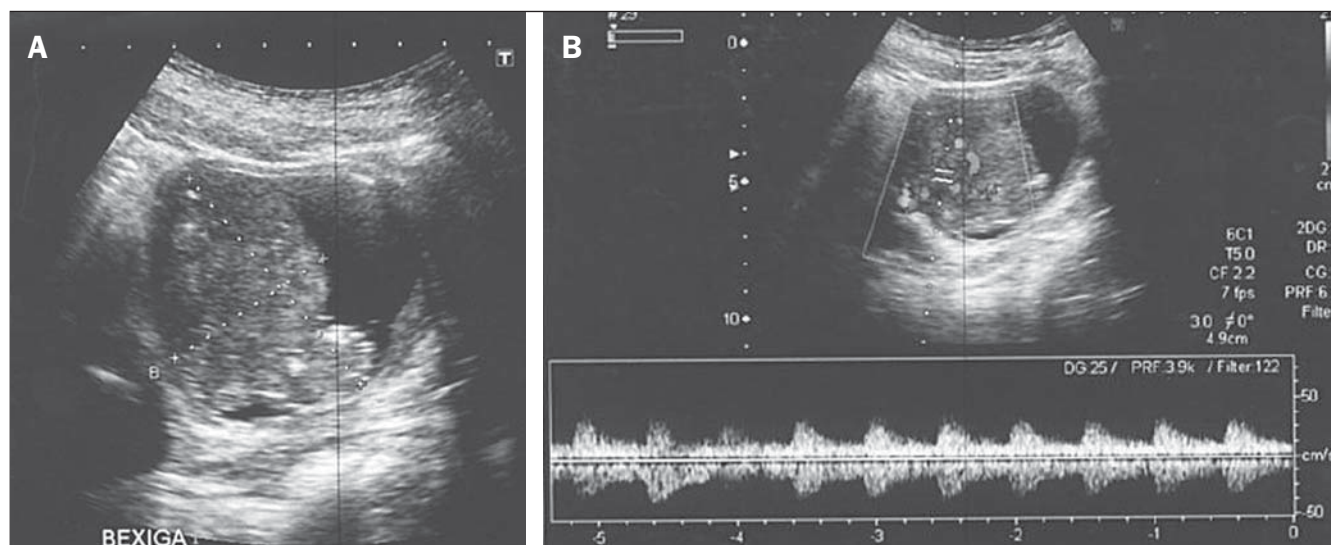 A
T
B
BEXIGA
B
0
5
10
cm
6C1
T5.0
CF 2.2
7 fps
3.0 ≠0°
4.9cm
2DG
DR
CG
PRF:6
Filte
DG:25 / PRF:3.9k / Filter:122
50
cm/s
-50
-5 -4 -3 -2 -1 0